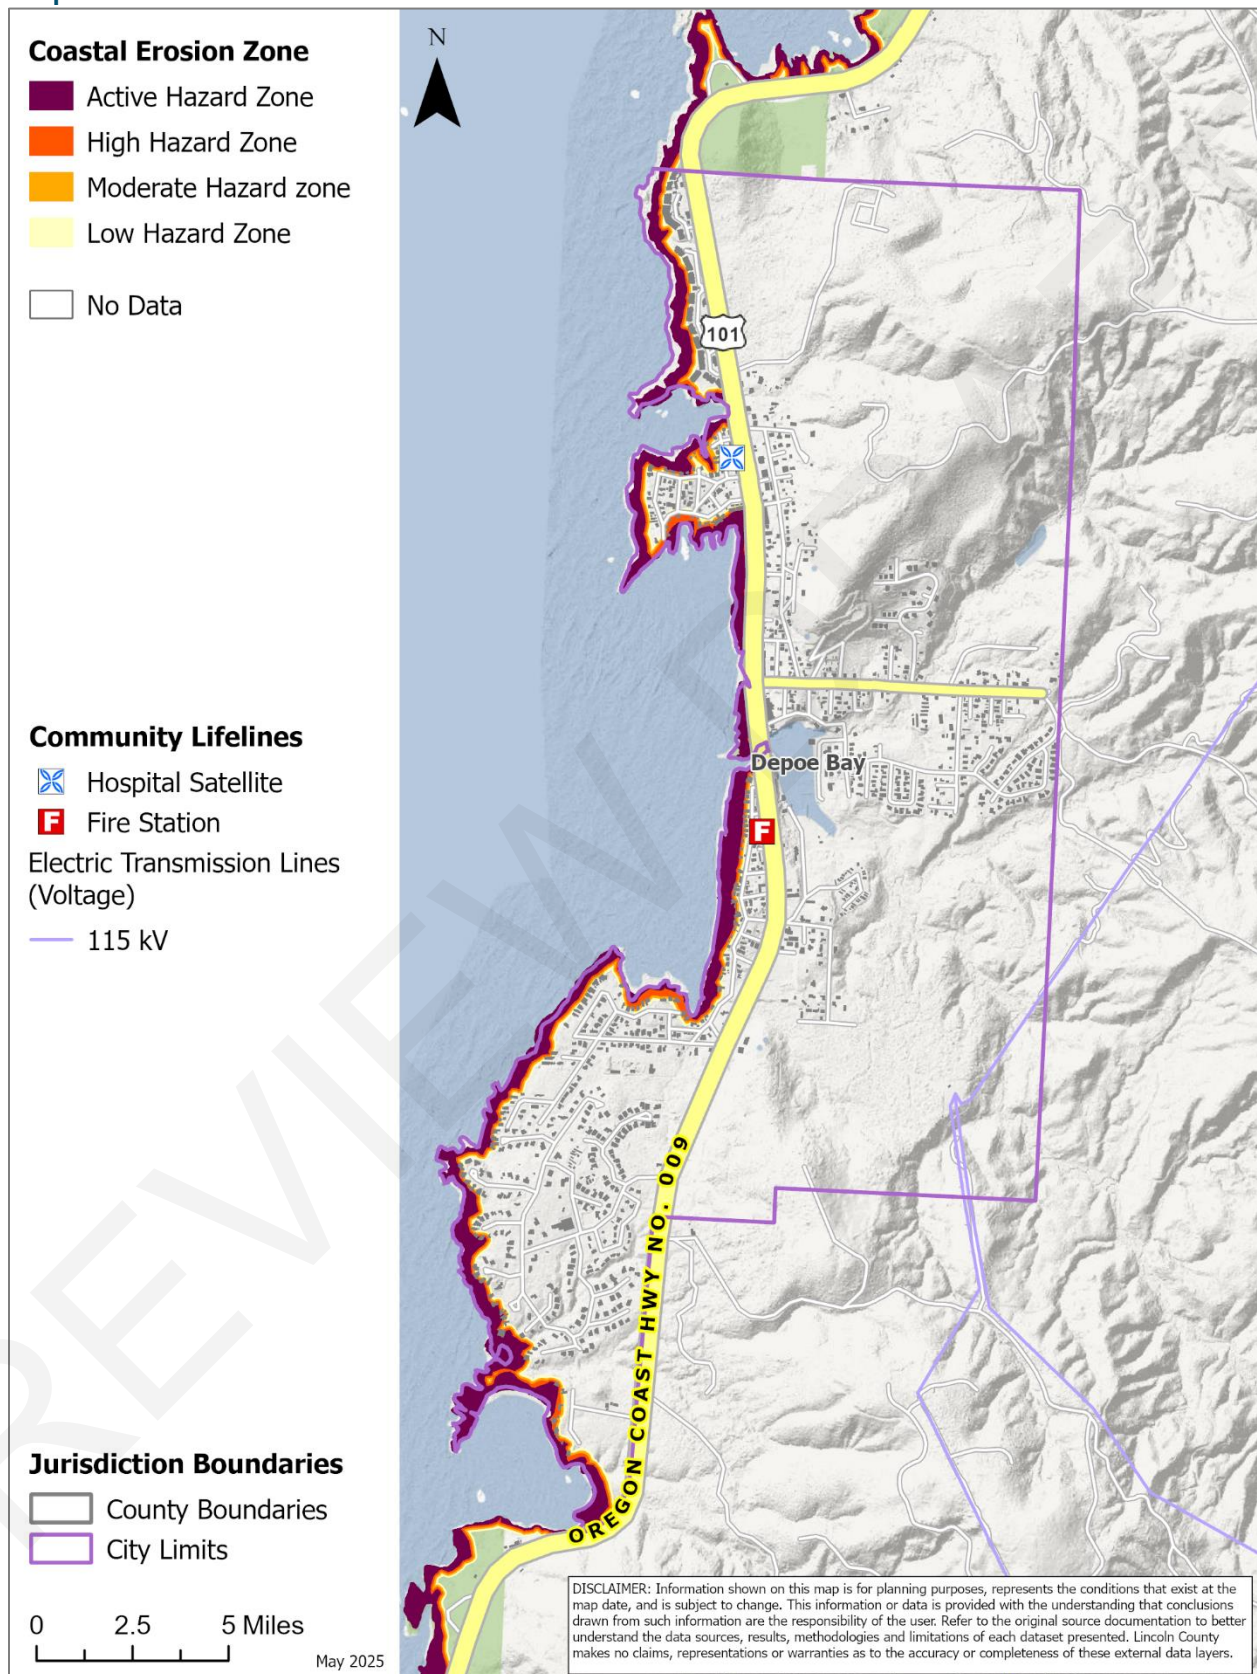 Coastal Erosion Zone
Active Hazard Zone
High Hazard Zone
Moderate Hazard zone
Low Hazard Zone
No Data
Community Lifelines
Hospital Satellite
F Fire Station
Electric Transmission Lines
(Voltage)
115 kV
Jurisdiction Boundaries
County Boundaries
City Limits
0 2.5 5 Miles
May 2025
N
101
Depoe Bay
F
OREGON COAST HWY NO. 009
DISCLAIMER: Information shown on this map is for planning purposes, represents the conditions that exist at the
map date, and is subject to change. This information or data is provided with the understanding that conclusions
drawn from such information are the responsibility of the user. Refer to the original source documentation to better
understand the data sources, results, methodologies and limitations of each dataset presented. Lincoln County
makes no claims, representations or warranties as to the accuracy or completeness of these external data layers.